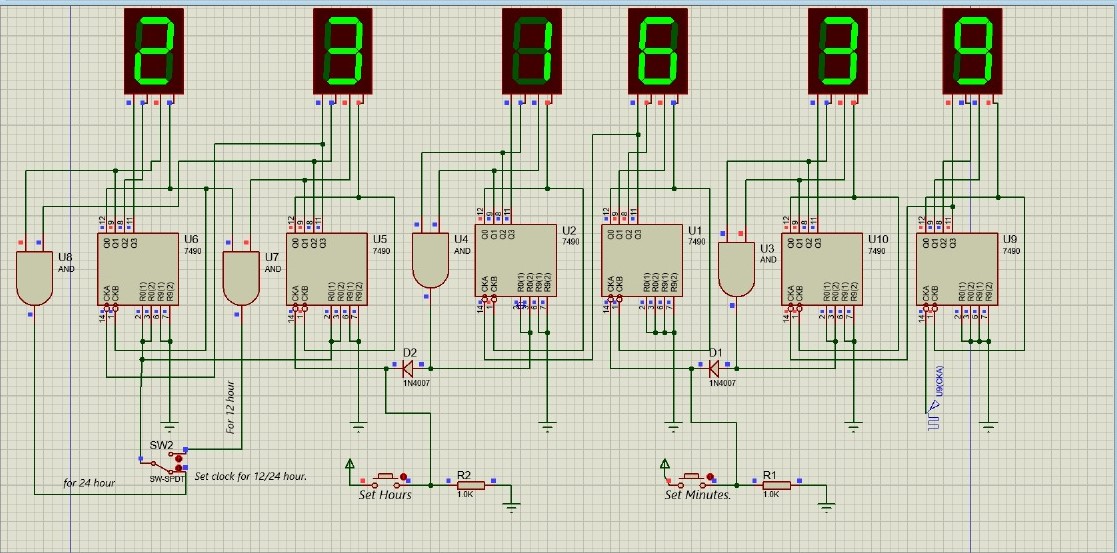 2 3 1 6 3 9
U8
AND
12 9 8 11
Q0 Q1 Q2 Q3
U6
7490
CKA CKB R0(1) R0(2) R9(1) R9(2)
14 1 2 3 6 7
U7
AND
12 9 8 11
Q0 Q1 Q2 Q3
U5
7490
CKA CKB R0(1) R0(2) R9(1) R9(2)
14 1 2 3 6 7
U4
AND
12 9 8 11
Q0 Q1 Q2 Q3
U2
7490
CKA CKB R0(1) R0(2) R9(1) R9(2)
14 1 6 7
12 9 8 11
Q0 Q1 Q2 Q3
U1
7490
CKA CKB R0(1) R0(2) R9(1) R9(2)
14 1 2 3 6 7
U3
AND
12 9 8 11
Q0 Q1 Q2 Q3
U10
7490
CKA CKB R0(1) R0(2) R9(1) R9(2)
14 1 2 3 6 7
12 9 8 11
Q0 Q1 Q2 Q3
U9
7490
CKA CKB R0(1) R0(2) R9(1) R9(2)
14 1 2 3 6 7
D2
1N4007
D1
1N4007
U9(CKA)
For 12 hour
SW2
SW-SPDT
for 24 hour
Set clock for 12/24 hour.
Set Hours
R2
1.0K
Set Minutes.
R1
1.0K